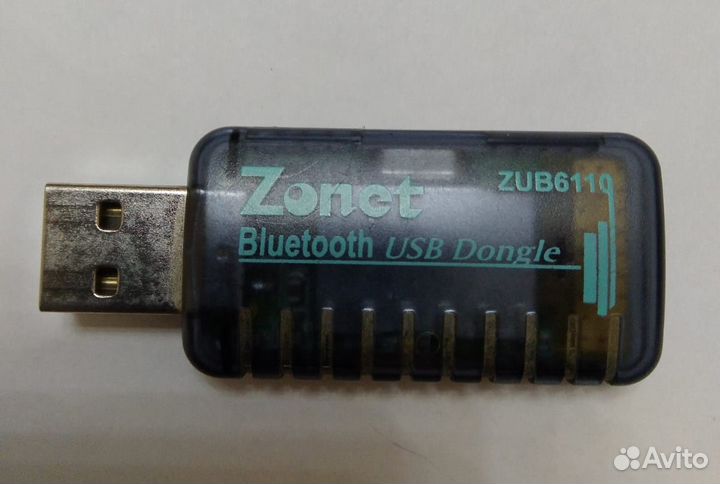 Zonet
ZUB6110
Bluetooth USB Dongle
Avito